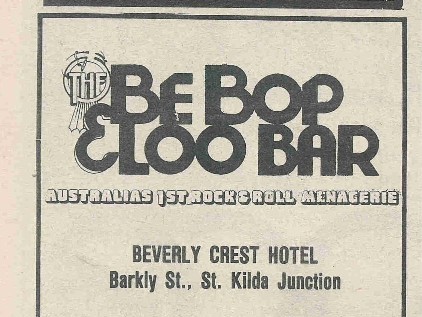 THE
BE BOP
& LOO BAR
AUSTRALIAS 1ST ROCK & ROLL MENAGERIE
BEVERLY CREST HOTEL
Barkly St., St. Kilda Junction